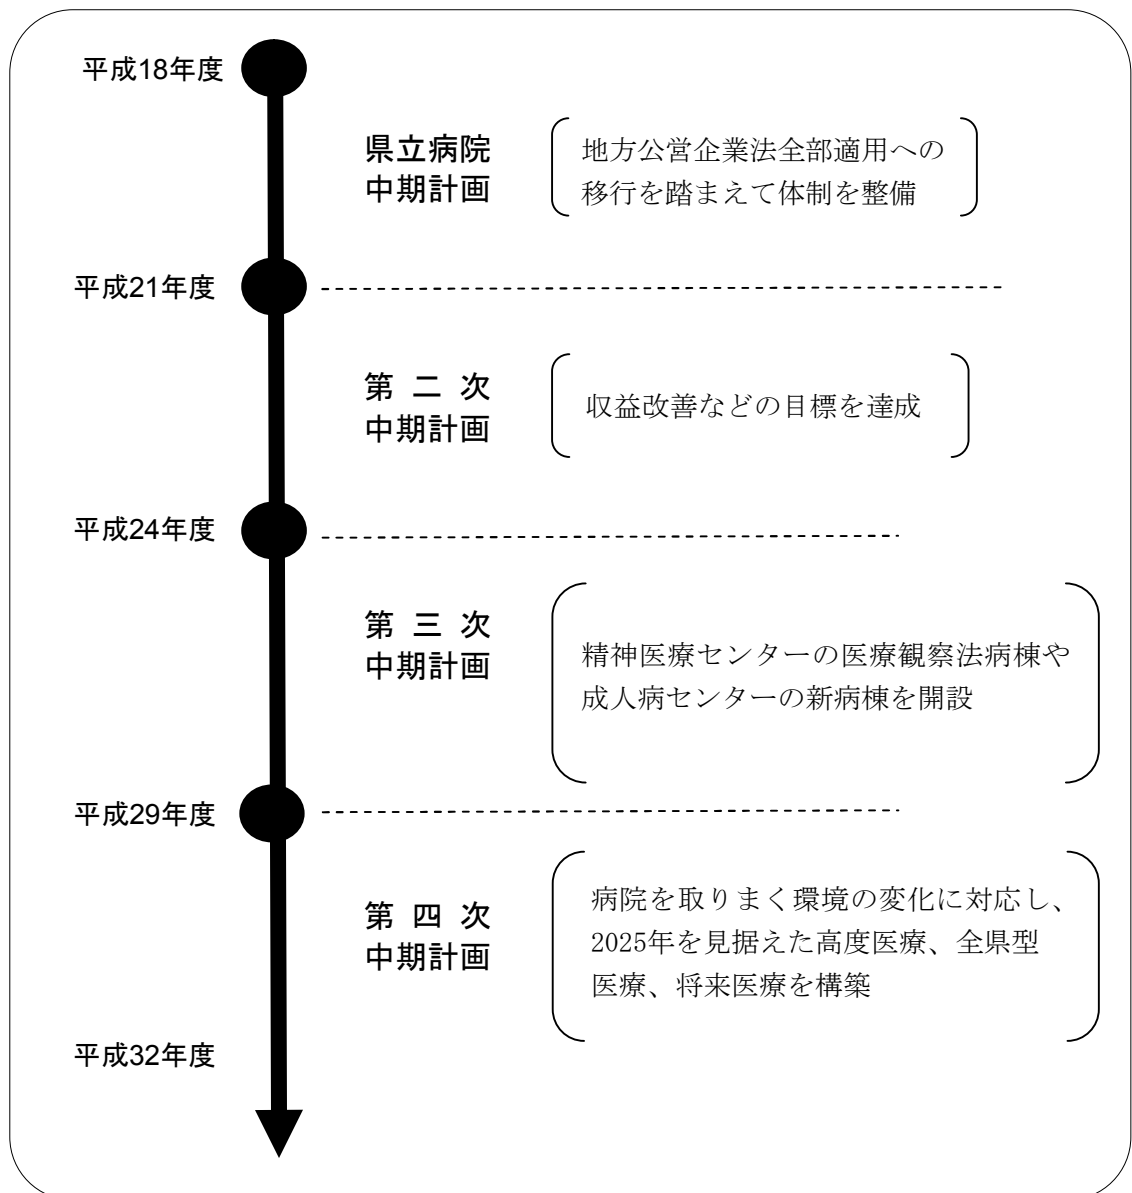 平成18年度
県立病院
中期計画
地方公営企業法全部適用への
移行を踏まえて体制を整備
平成21年度
第二次
中期計画
収益改善などの目標を達成
平成24年度
第三次
中期計画
精神医療センターの医療観察法病棟や
成人病センターの新病棟を開設
平成29年度
第四次
中期計画
病院を取りまく環境の変化に対応し、
2025年を見据えた高度医療、全県型
医療、将来医療を構築
平成32年度